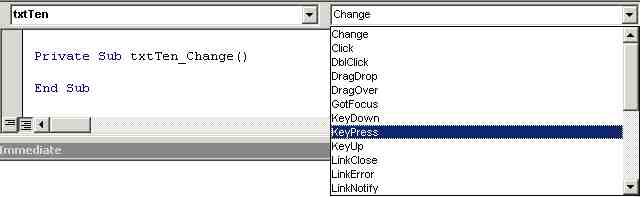 txtTen
Change
Private Sub txtTen_Change()
End Sub
Immediate
Change
Click
DblClick
DragDrop
DragOver
GotFocus
KeyDown
KeyPress
KeyUp
LinkClose
LinkError
LinkNotify